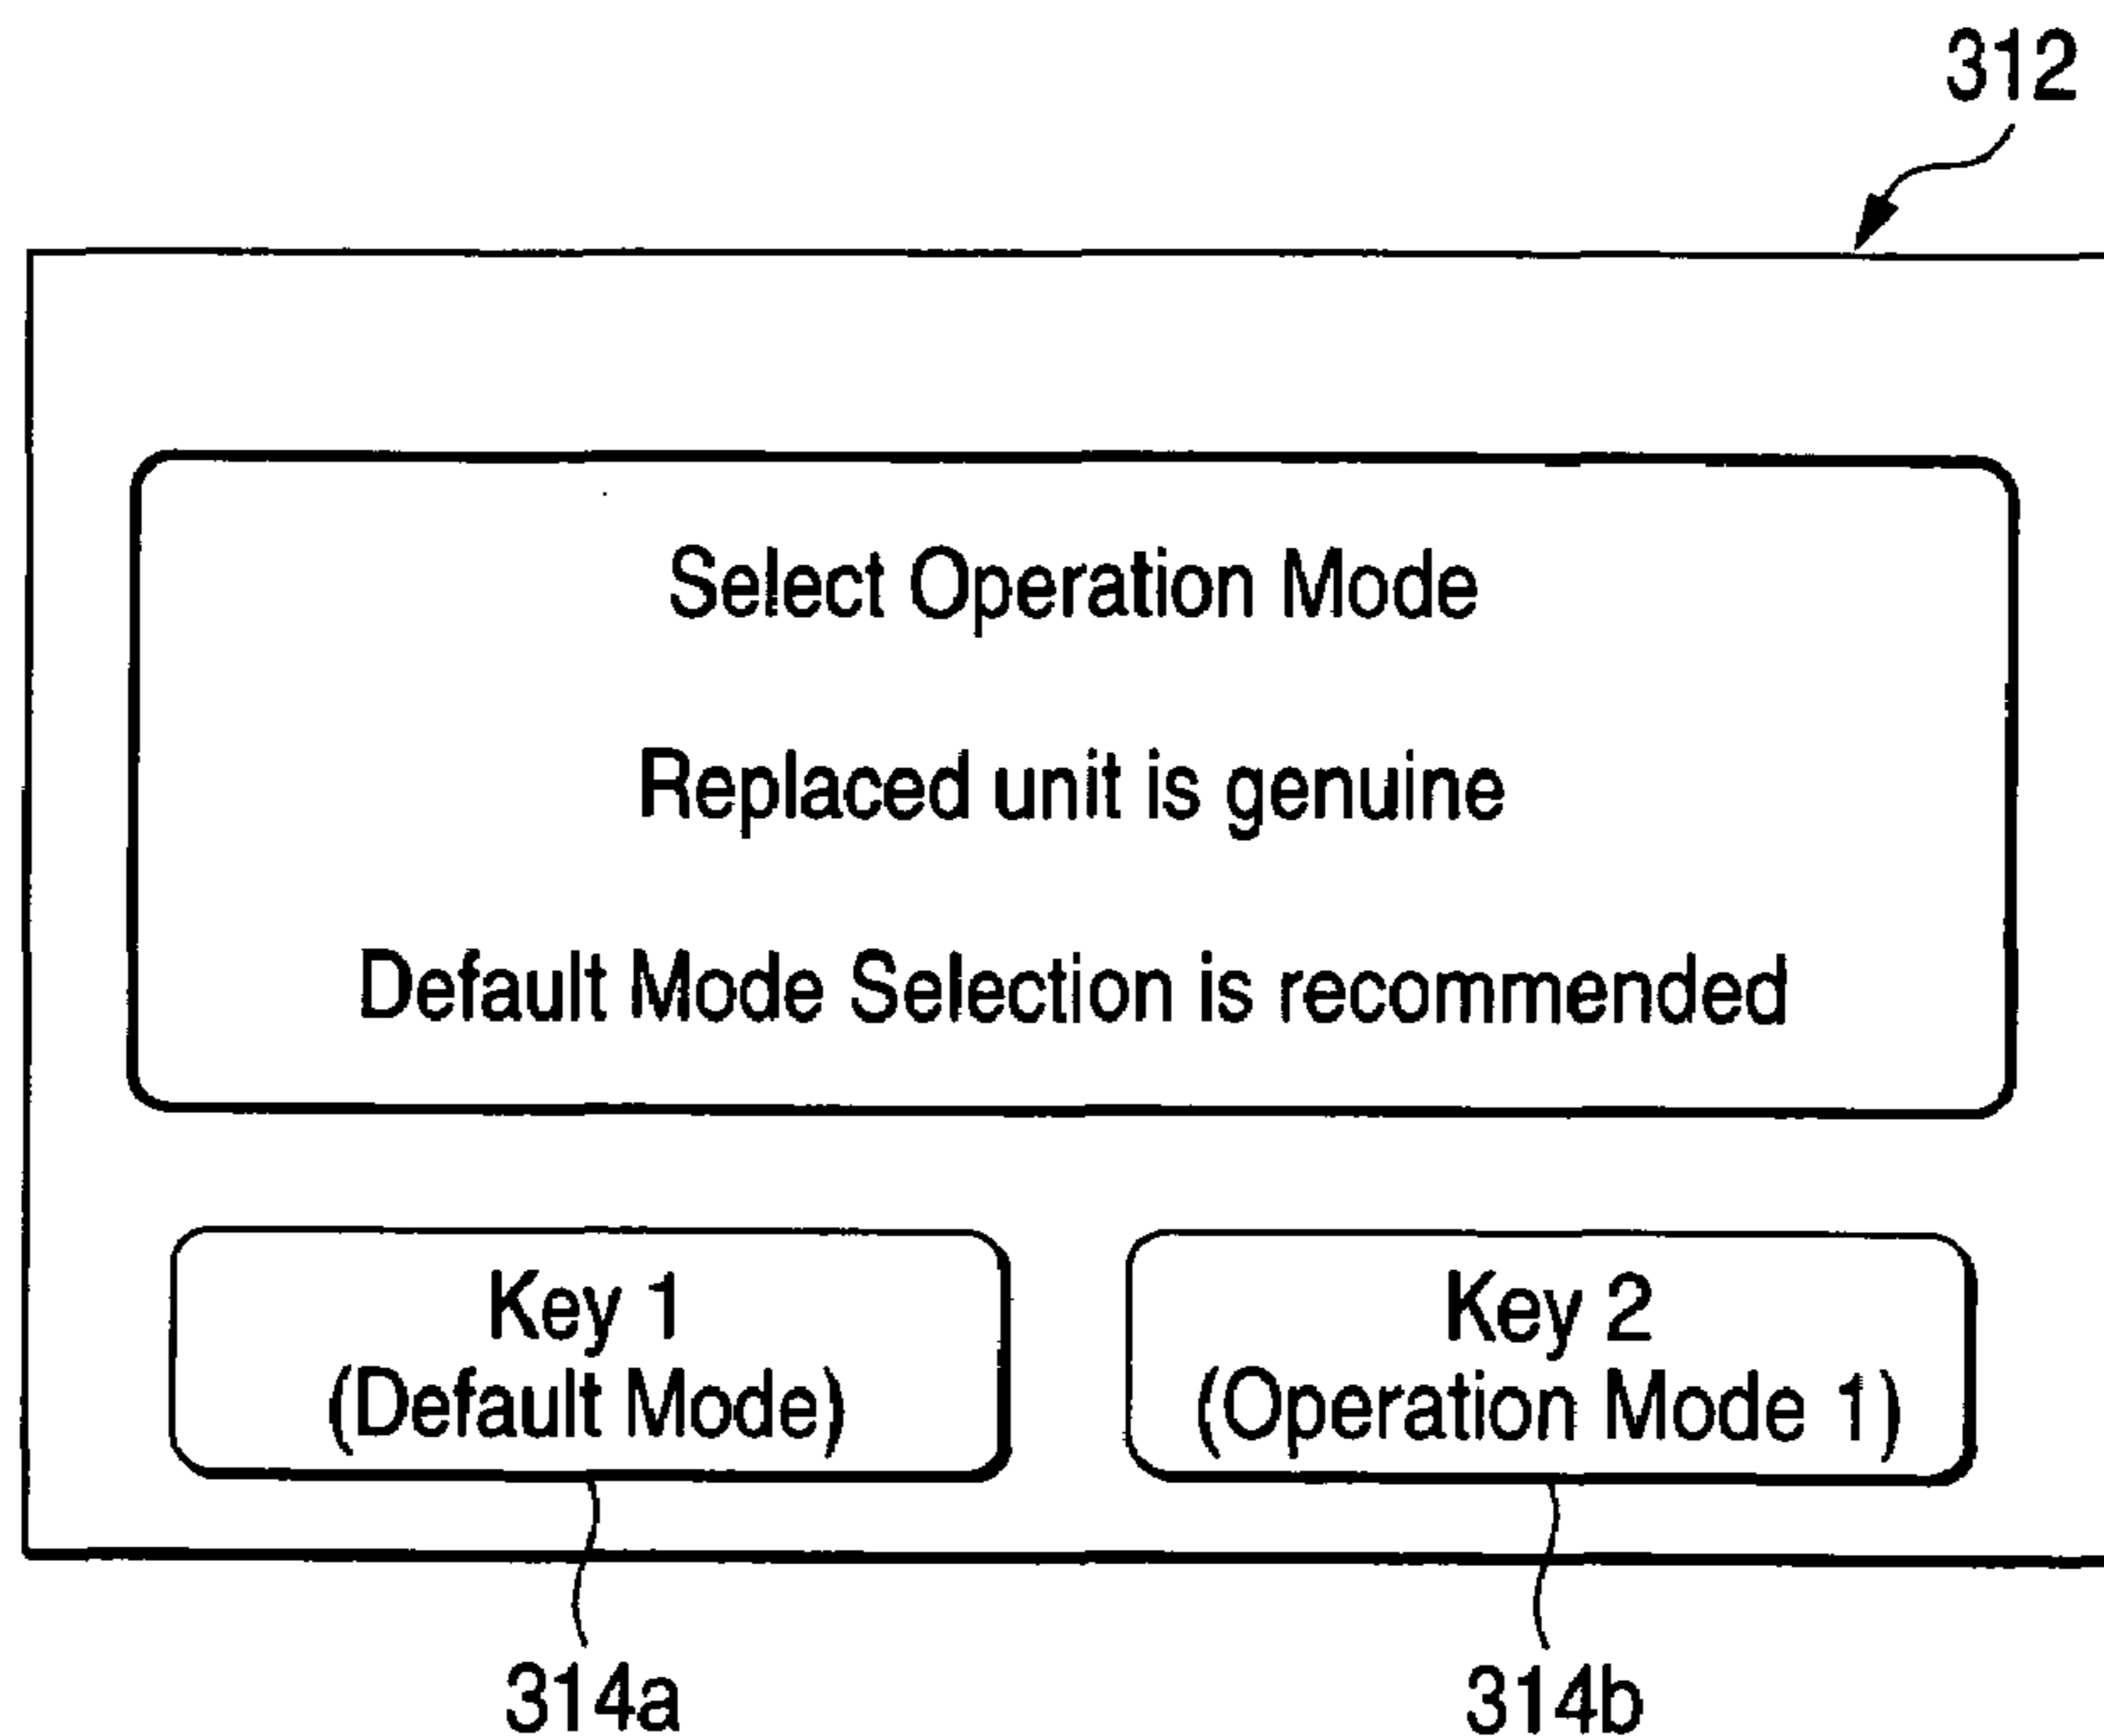 312
Select Operation Mode
Replaced unit is genuine
Default Mode Selection is recommended
Key 1
(Default Mode)
Key 2
(Operation Mode 1)
314a
314b